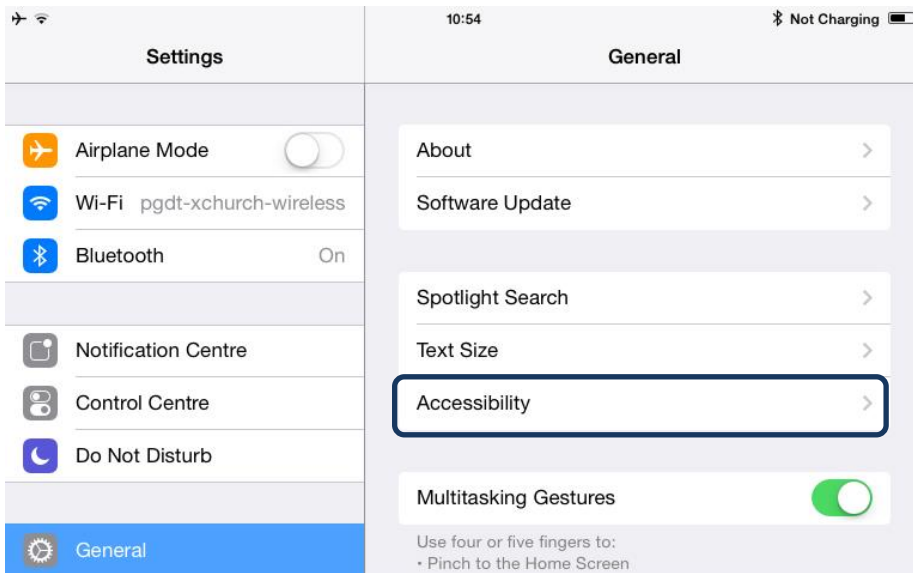 10:54
Not Charging
Settings
General
Airplane Mode
Wi-Fi pgdt-xchurch-wireless
Bluetooth On
Notification Centre
Control Centre
Do Not Disturb
General
About
Software Update
Spotlight Search
Text Size
Accessibility
Multitasking Gestures
Use four or five fingers to:
• Pinch to the Home Screen